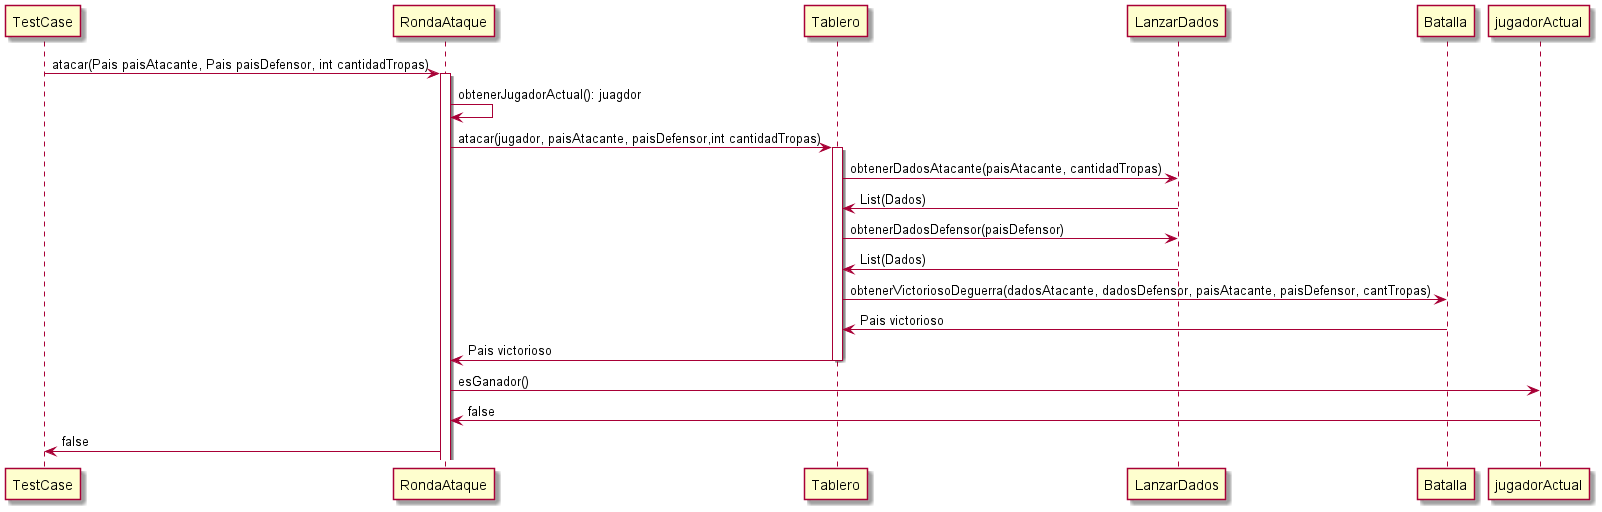 TestCase
RondaAtaque
Tablero
LanzarDados
Batalla
jugadorActual
atacar(Pais paisAtacante, Pais paisDefensor, int cantidadTropas)
obtenerJugadorActual(): juagdor
atacar(jugador, paisAtacante, paisDefensor,int cantidadTropas)
obtenerDadosAtacante(paisAtacante, cantidadTropas)
List(Dados)
obtenerDadosDefensor(paisDefensor)
List(Dados)
obtenerVictoriosoDeguerra(dadosAtacante, dadosDefensor, paisAtacante, paisDefensor, cantTropas)
Pais victorioso
Pais victorioso
esGanador()
false
false
TestCase
RondaAtaque
Tablero
LanzarDados
Batalla
jugadorActual